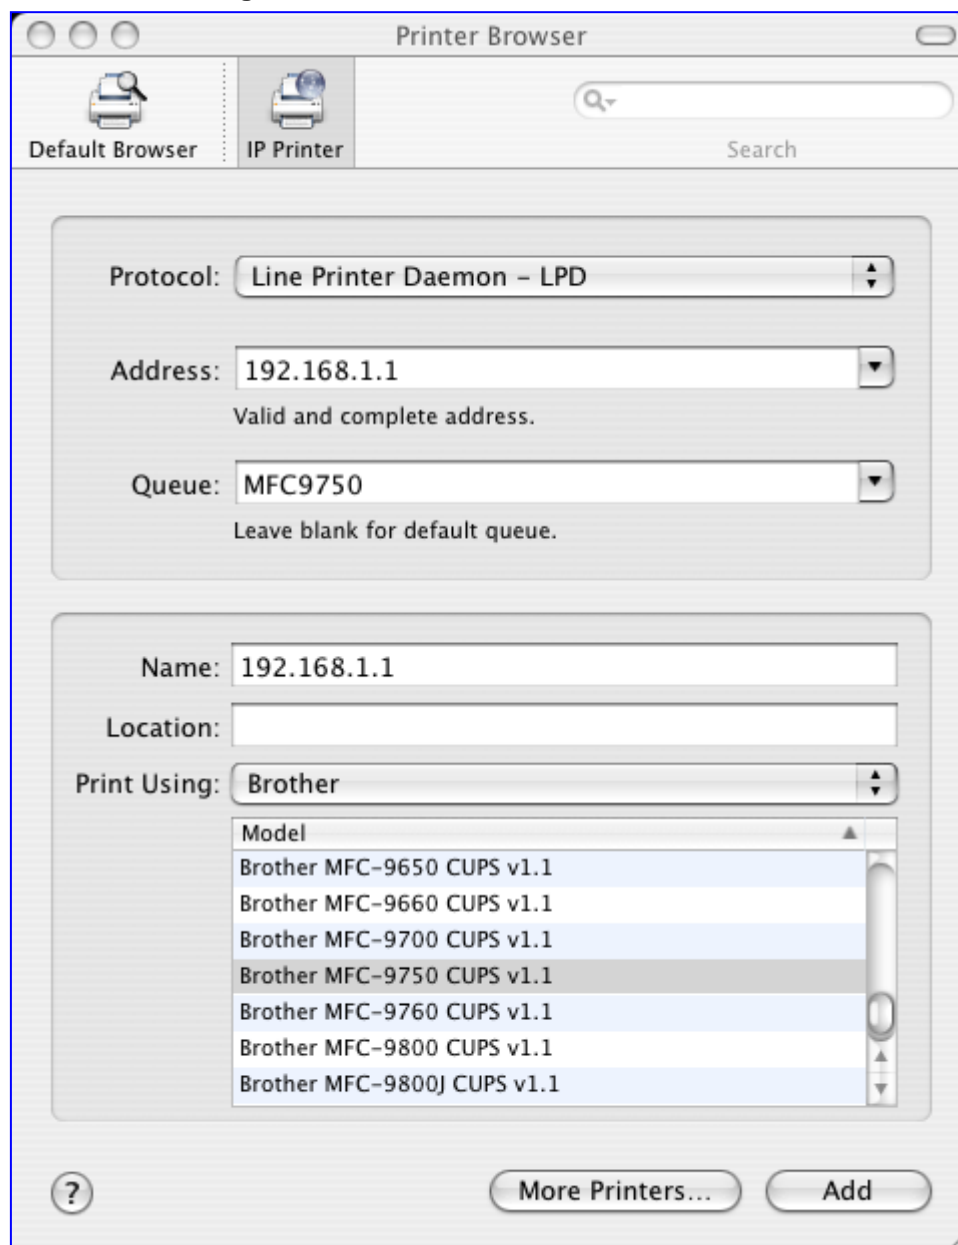 Printer Browser
Default Browser
IP Printer
Search
Protocol: Line Printer Daemon – LPD
Address: 192.168.1.1
Valid and complete address.
Queue: MFC9750
Leave blank for default queue.
Name: 192.168.1.1
Location:
Print Using: Brother
Model
Brother MFC–9650 CUPS v1.1
Brother MFC–9660 CUPS v1.1
Brother MFC–9700 CUPS v1.1
Brother MFC–9750 CUPS v1.1
Brother MFC–9760 CUPS v1.1
Brother MFC–9800 CUPS v1.1
Brother MFC–9800J CUPS v1.1
? More Printers... Add